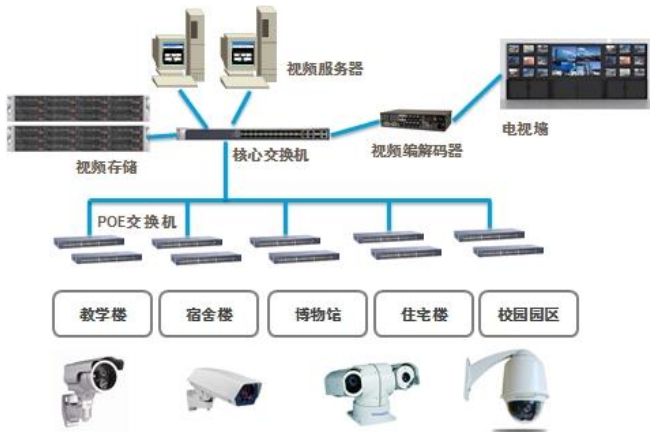 视频服务器
视频存储
核心交换机
视频编解码器
电视墙
POE交换机
教学楼
宿舍楼
博物馆
住宅楼
校园园区